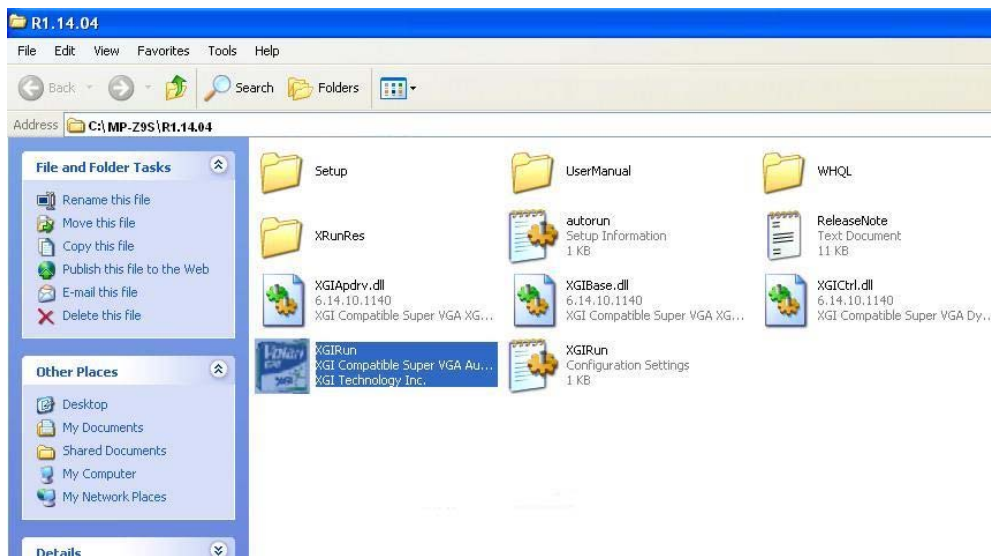 R1.14.04
File Edit View Favorites Tools Help
Back Search Folders
Address C:\MP-Z9S\R1.14.04
File and Folder Tasks
Rename this file
Move this file
Copy this file
Publish this file to the Web
E-mail this file
Delete this file
Other Places
Desktop
My Documents
Shared Documents
My Computer
My Network Places
Details
Setup
UserManual
WHQL
XRunRes
autorun
Setup Information
1 KB
ReleaseNote
Text Document
11 KB
XGIApdrv.dll
6.14.10.1140
XGI Compatible Super VGA XG...
XGIBase.dll
6.14.10.1140
XGI Compatible Super VGA XG...
XGICtrl.dll
6.14.10.1140
XGI Compatible Super VGA Dy...
XGIRun
XGI Compatible Super VGA Au...
XGI Technology Inc.
XGIRun
Configuration Settings
1 KB